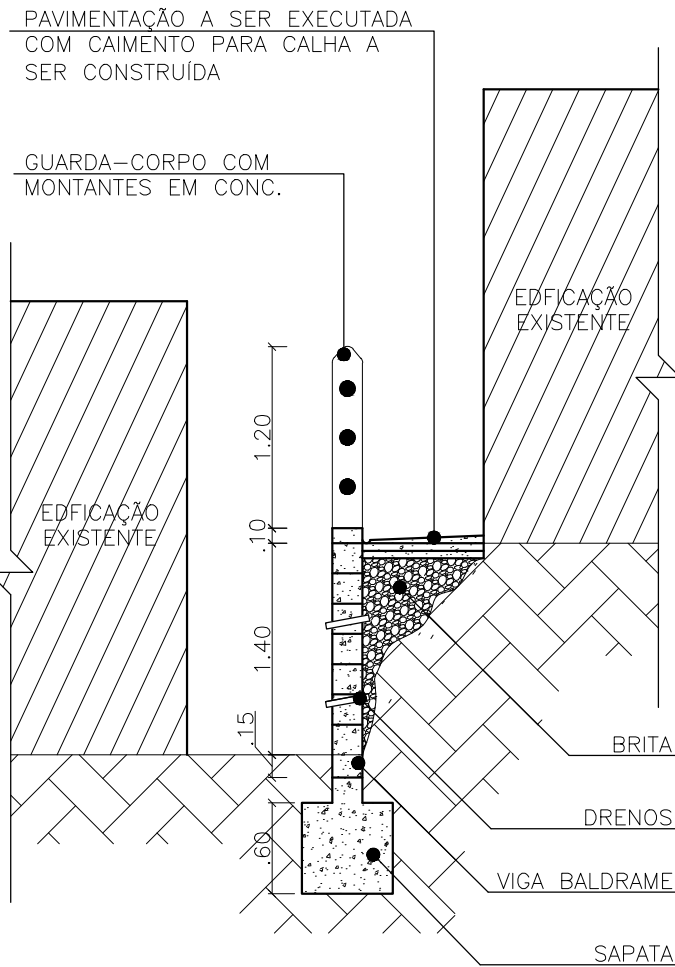 PAVIMENTAÇÃO A SER EXECUTADA
COM CAIMENTO PARA CALHA A
SER CONSTRUÍDA
GUARDA-CORPO COM
MONTANTES EM CONC.
EDFICAÇÃO
EXISTENTE
1.20
EDFICAÇÃO
EXISTENTE
.10
1.40
.15
BRITA
DRENOS
.60
VIGA BALDRAME
SAPATA